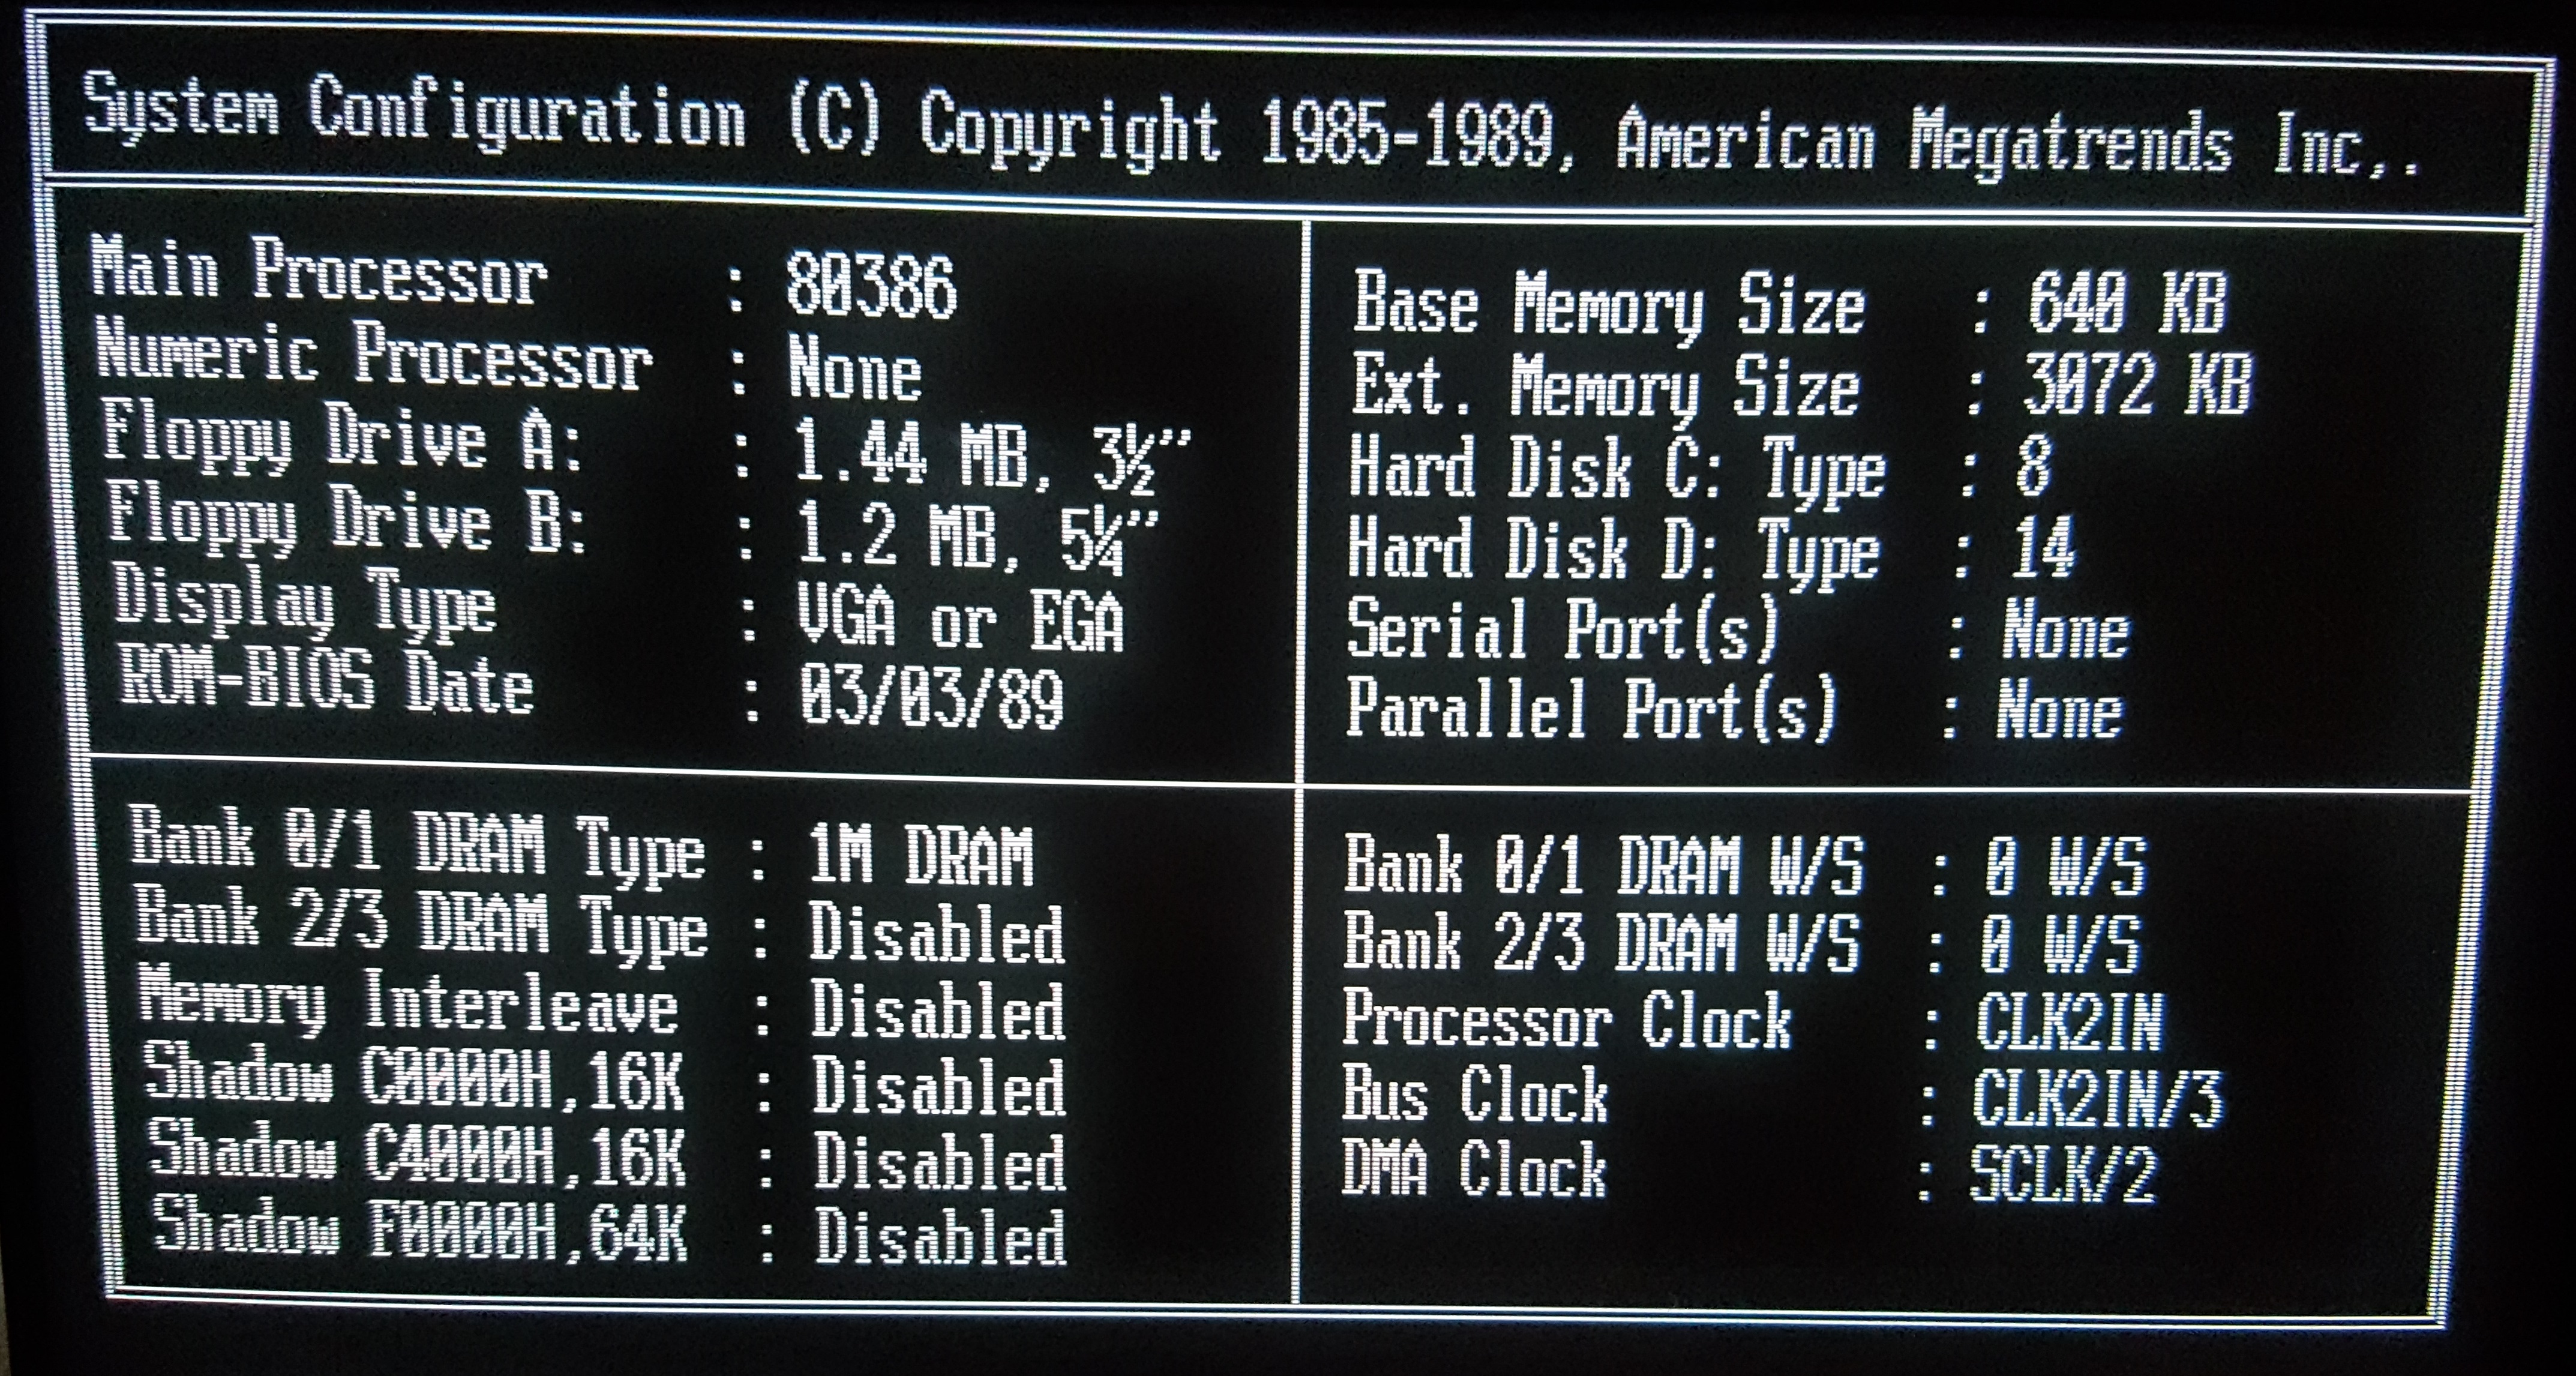 System Configuration (C) Copyright 1985-1989, American Megatrends Inc,.
Main Processor : 80386
Numeric Processor : None
Floppy Drive A: : 1.44 MB, 3½"
Floppy Drive B: : 1.2 MB, 5¼"
Display Type : VGA or EGA
ROM-BIOS Date : 03/03/89
Base Memory Size : 640 KB
Ext. Memory Size : 3072 KB
Hard Disk C: Type : 8
Hard Disk D: Type : 14
Serial Port(s) : None
Parallel Port(s) : None
Bank 0/1 DRAM Type : 1M DRAM
Bank 2/3 DRAM Type : Disabled
Memory Interleave : Disabled
Shadow C0000H,16K : Disabled
Shadow C4000H,16K : Disabled
Shadow F0000H,64K : Disabled
Bank 0/1 DRAM W/S : 0 W/S
Bank 2/3 DRAM W/S : 0 W/S
Processor Clock : CLK2IN
Bus Clock : CLK2IN/3
DMA Clock : SCLK/2